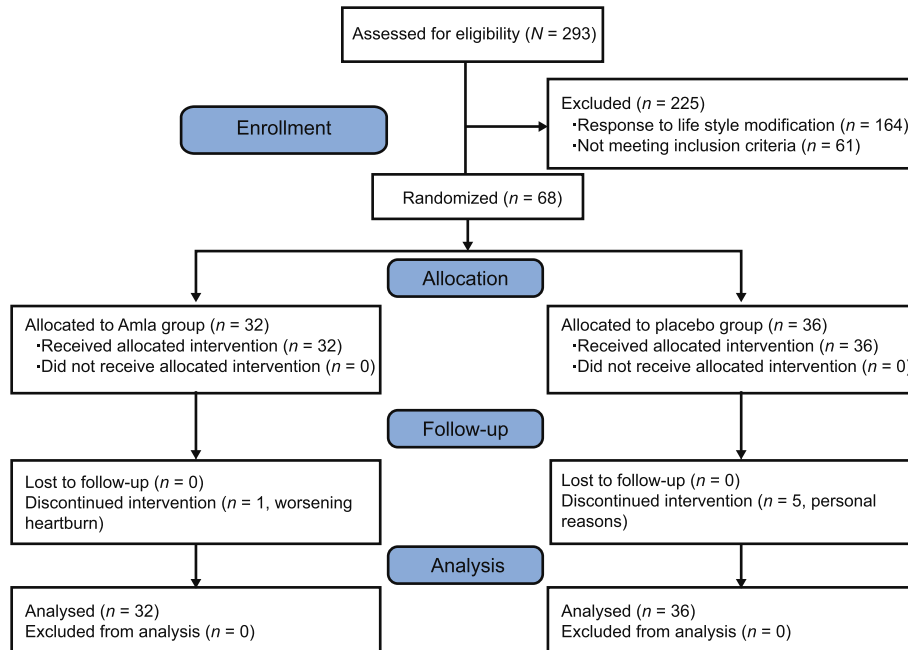 Assessed for eligibility (N = 293)
Enrollment
Excluded (n = 225)
·Response to life style modification (n = 164)
·Not meeting inclusion criteria (n = 61)
Randomized (n = 68)
Allocation
Allocated to Amla group (n = 32)
·Received allocated intervention (n = 32)
·Did not receive allocated intervention (n = 0)
Allocated to placebo group (n = 36)
·Received allocated intervention (n = 36)
·Did not receive allocated intervention (n = 0)
Follow-up
Lost to follow-up (n = 0)
Discontinued intervention (n = 1, worsening
heartburn)
Lost to follow-up (n = 0)
Discontinued intervention (n = 5, personal
reasons)
Analysis
Analysed (n = 32)
Excluded from analysis (n = 0)
Analysed (n = 36)
Excluded from analysis (n = 0)